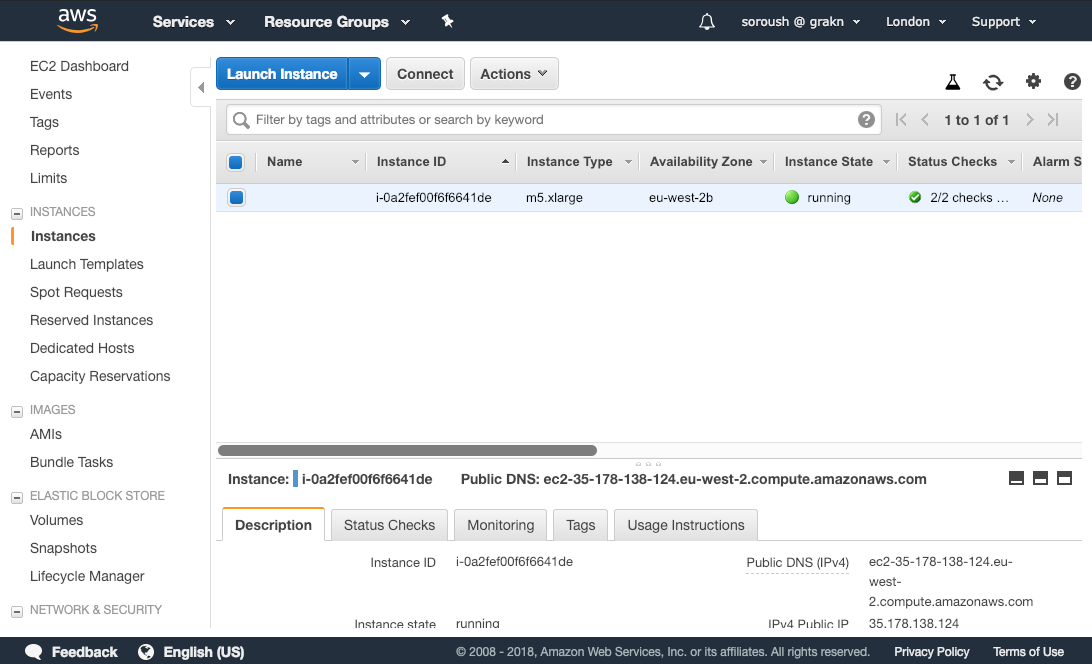 aws Services Resource Groups soroush @ grakn London Support
EC2 Dashboard
Events
Tags
Reports
Limits
INSTANCES
Instances
Launch Templates
Spot Requests
Reserved Instances
Dedicated Hosts
Capacity Reservations
IMAGES
AMIs
Bundle Tasks
ELASTIC BLOCK STORE
Volumes
Snapshots
Lifecycle Manager
NETWORK & SECURITY
Launch Instance Connect Actions
Filter by tags and attributes or search by keyword 1 to 1 of 1
Name Instance ID Instance Type Availability Zone Instance State Status Checks Alarm S
i-0a2fef00f6f6641de m5.xlarge eu-west-2b running 2/2 checks … None
Instance: i-0a2fef00f6f6641de Public DNS: ec2-35-178-138-124.eu-west-2.compute.amazonaws.com
Description Status Checks Monitoring Tags Usage Instructions
Instance ID i-0a2fef00f6f6641de Public DNS (IPv4) ec2-35-178-138-124.eu-
west-
2.compute.amazonaws.com
Instance state running IPv4 Public IP 35.178.138.124
Feedback English (US) © 2008 - 2018, Amazon Web Services, Inc. or its affiliates. All rights reserved. Privacy Policy Terms of Use